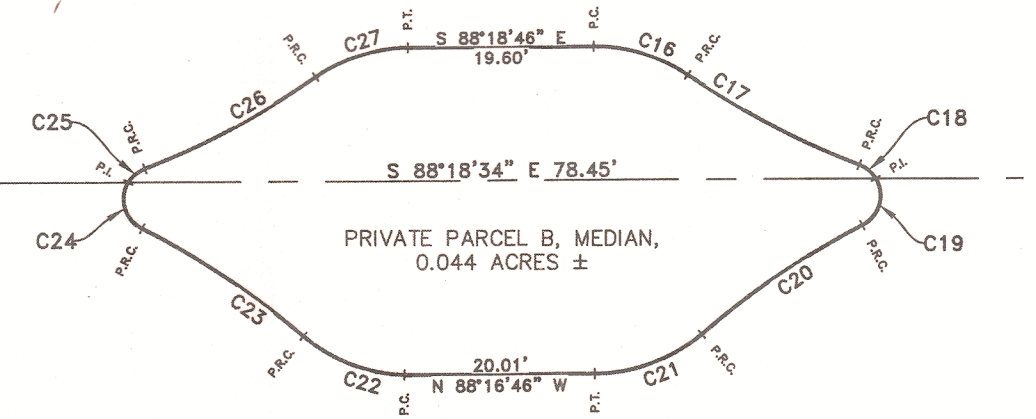 P.T.
P.C.
P.R.C.
C27
S 88°18'46" E
19.60'
C16
P.R.C.
C26
C17
C25
P.R.C.
P.R.C.
C18
P.I.
S 88°18'34" E 78.45'
P.I.
C24
P.R.C.
PRIVATE PARCEL B, MEDIAN,
0.044 ACRES ±
P.R.C.
C19
C23
C20
P.R.C.
C22
20.01'
N 88°16'46" W
C21
P.R.C.
P.C.
P.T.